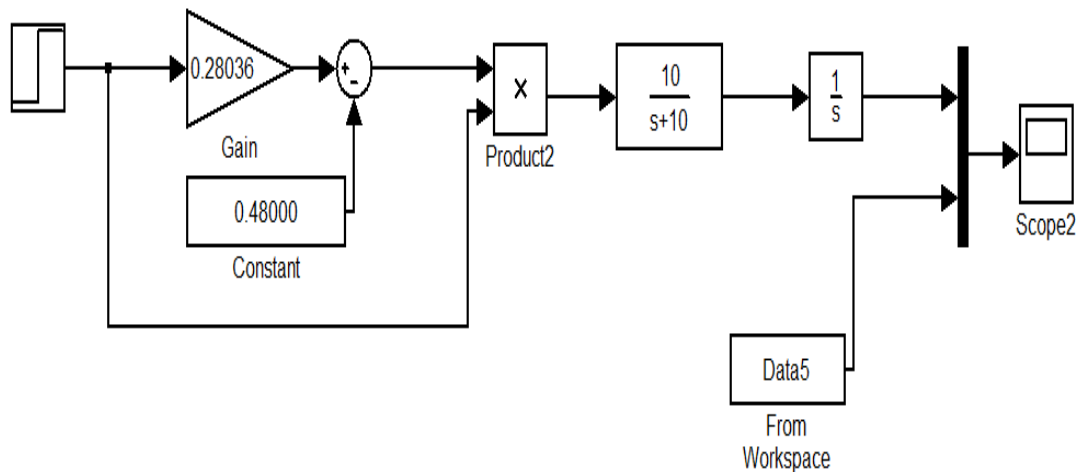 0.28036
+
-
Gain
0.48000
Constant
×
Product2
10
s+10
1
s
Scope2
Data5
From
Workspace